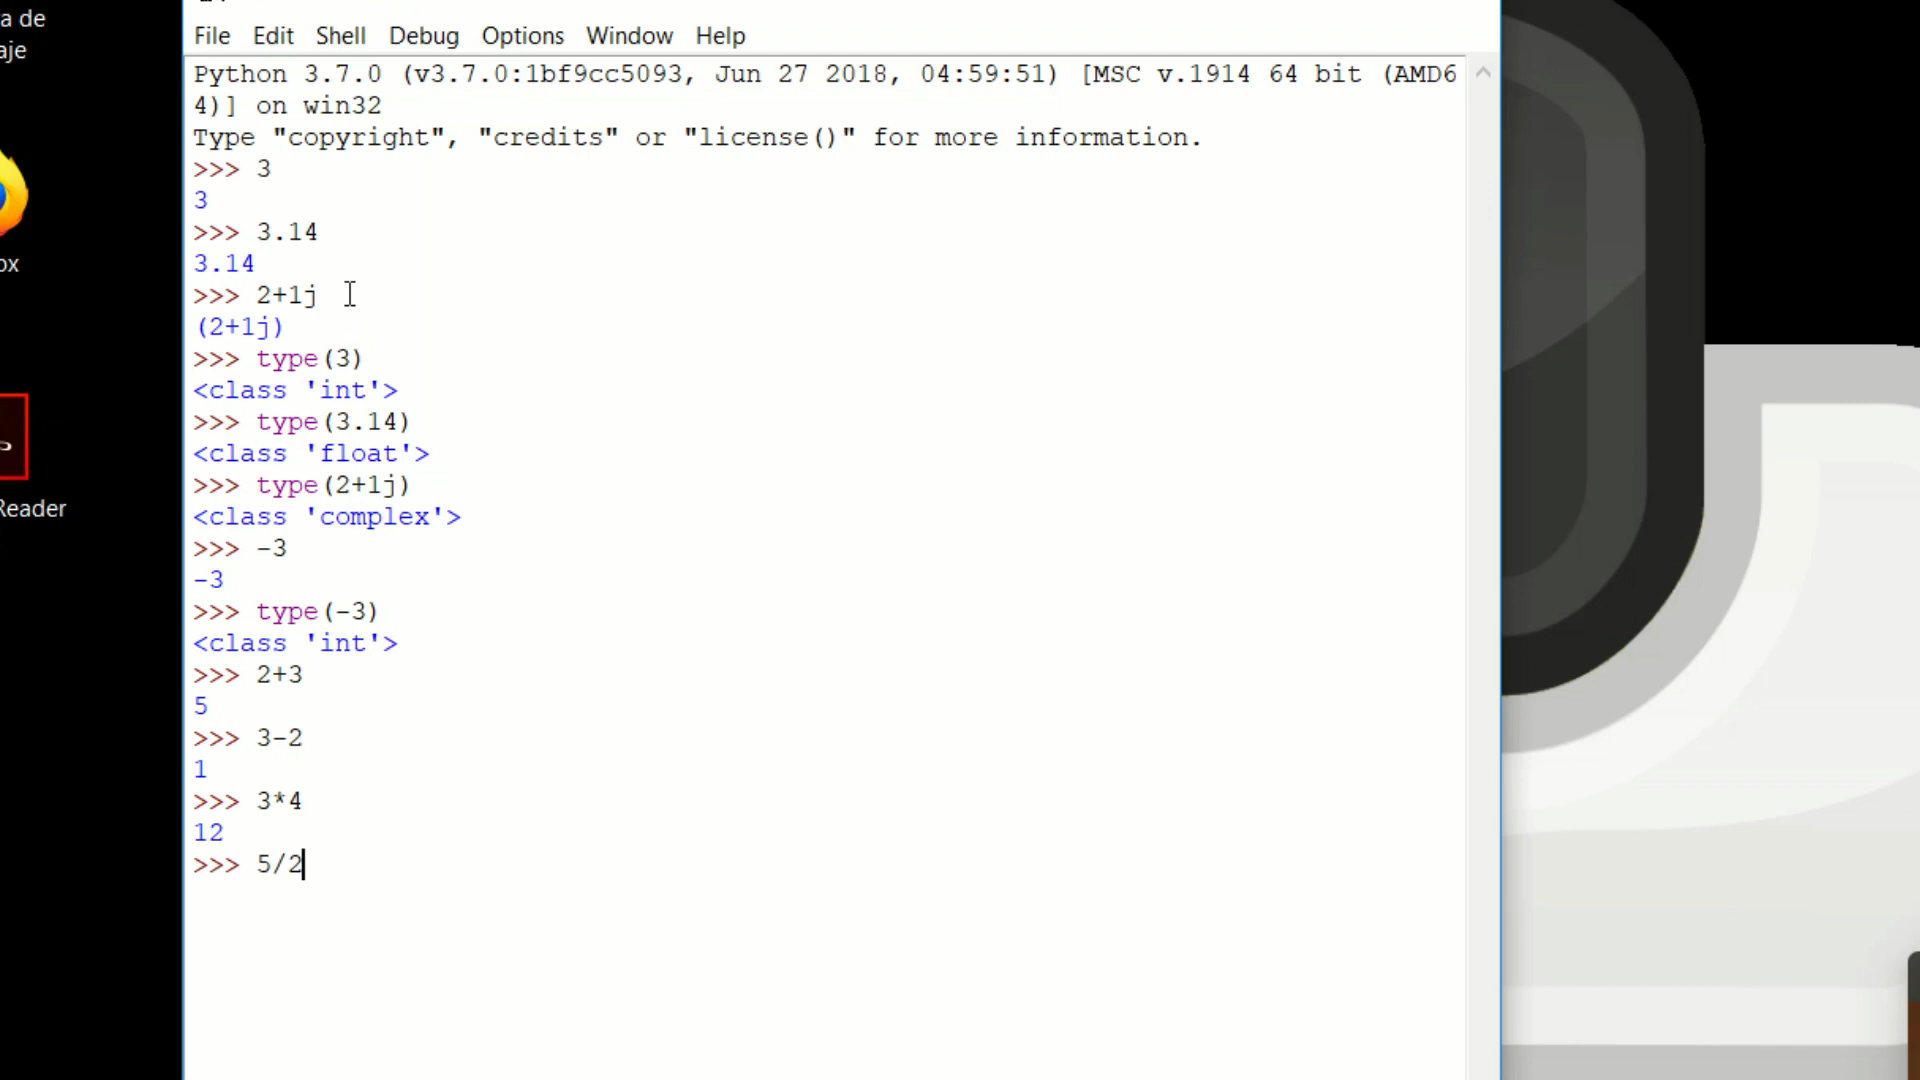 a de
aje
ox
Reader
File Edit Shell Debug Options Window Help
Python 3.7.0 (v3.7.0:1bf9cc5093, Jun 27 2018, 04:59:51) [MSC v.1914 64 bit (AMD6
4)] on win32
Type "copyright", "credits" or "license()" for more information.
>>> 3
3
>>> 3.14
3.14
>>> 2+1j
(2+1j)
>>> type(3)
<class 'int'>
>>> type(3.14)
<class 'float'>
>>> type(2+1j)
<class 'complex'>
>>> -3
-3
>>> type(-3)
<class 'int'>
>>> 2+3
5
>>> 3-2
1
>>> 3*4
12
>>> 5/2